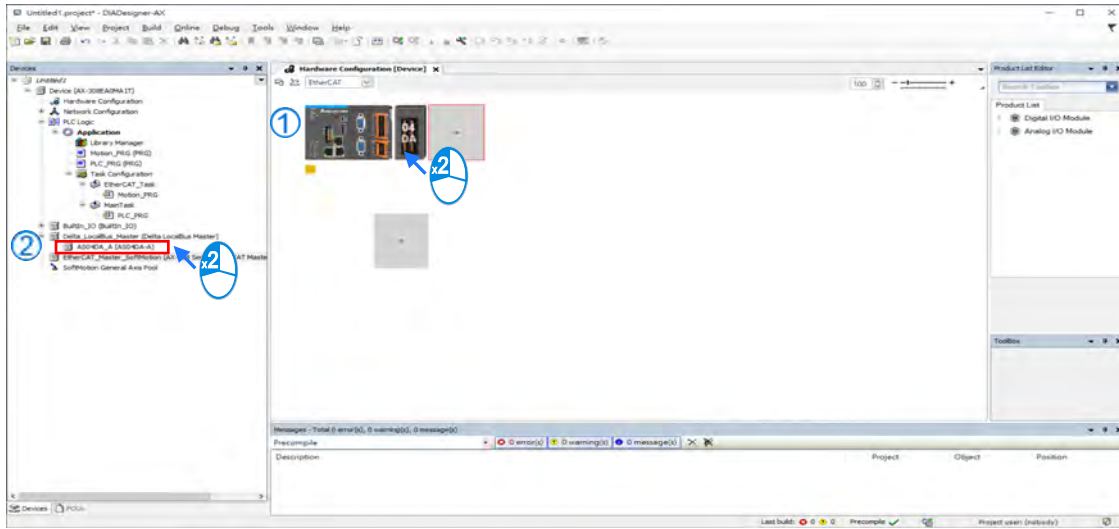 Untitled1.project* - DIADesigner-AX
File Edit View Project Build Online Debug Tools Window Help
Devices
Hardware Configuration [Device]
Product List Editor
Untitled1
EtherCAT
100
Device (AX-308EA0MA1T)
Hardware Configuration
Network Configuration
PLC Logic
Application
Library Manager
Motion_PRG (PRG)
PLC_PRG (PRG)
Task Configuration
EtherCAT_Task
Motion_PRG
MainTask
PLC_PRG
BuiltIn_IO (BuiltIn_IO)
Delta_LocalBus_Master (Delta LocalBus Master)
AS04DA_A (AS04DA-A)
EtherCAT_Master_SoftMotion
AT Maste
SoftMotion General Axis Pool
1
04
DA
x2
2
x2
Product List
Digital I/O Module
Analog I/O Module
ToolBox
Messages - Total 0 error(s), 0 warning(s), 0 message(s)
Precompile
0 error(s) 0 warning(s) 0 message(s)
Description Project Object Position
Devices POUs
Last build: 0 0 Precompile Project user: (nobody)